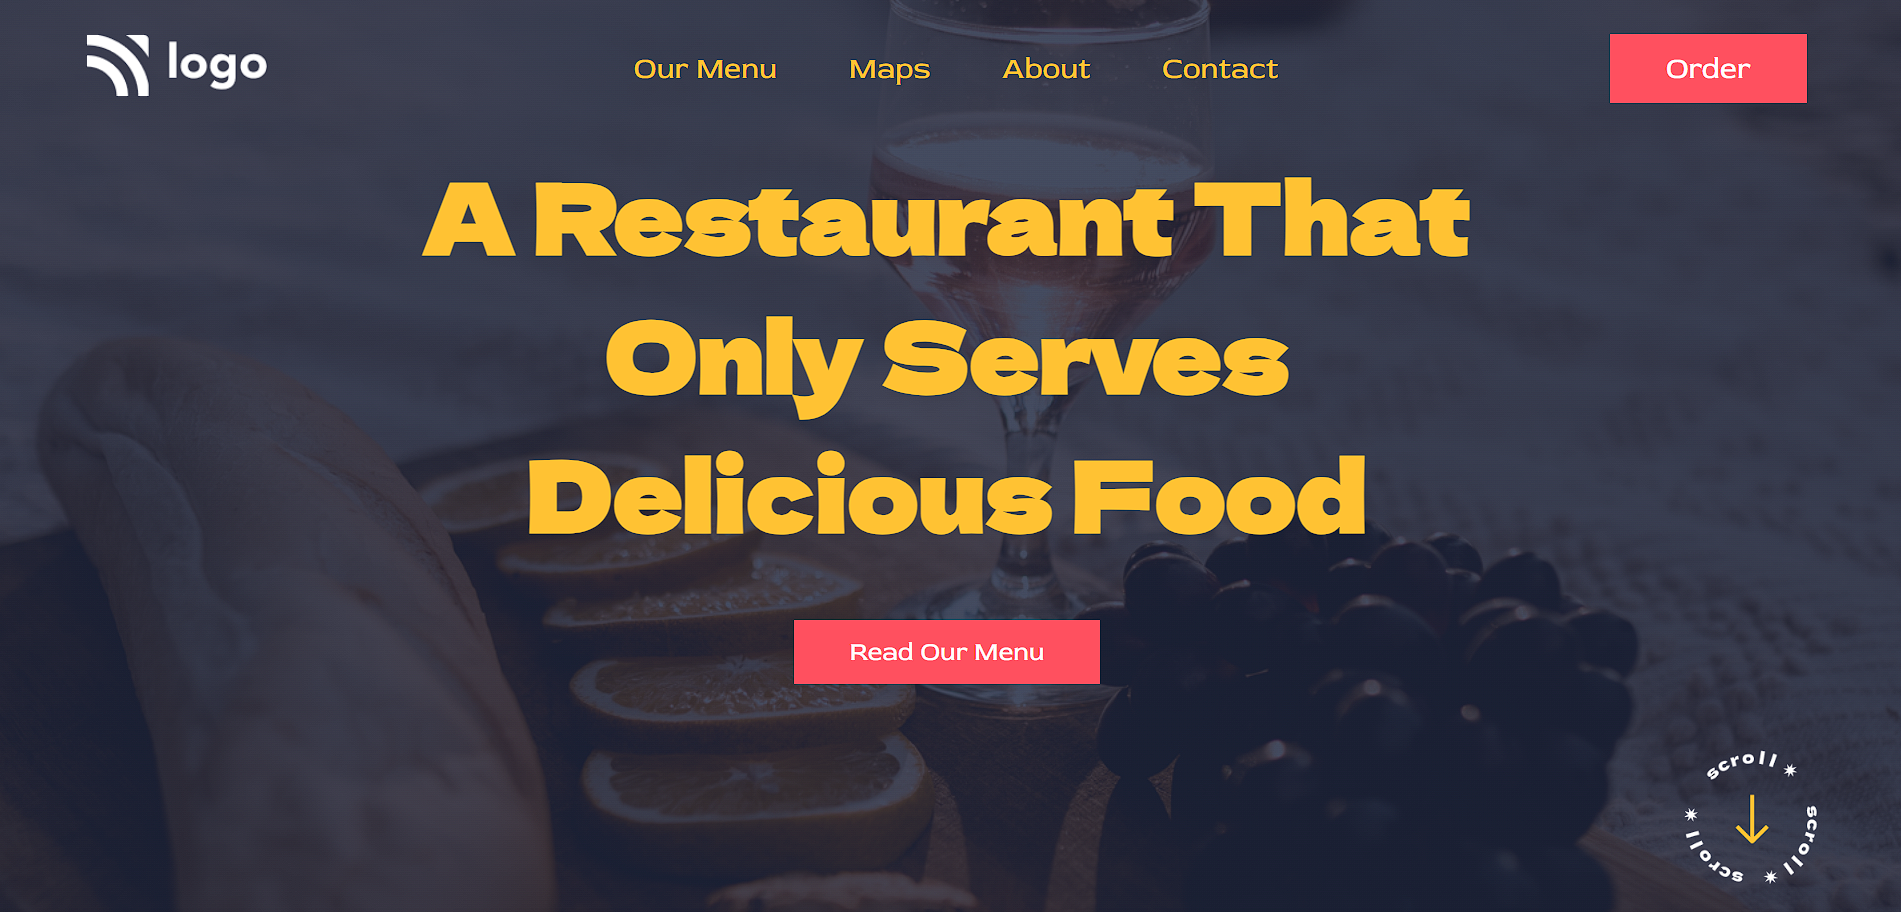 logo
Our Menu
Maps
About
Contact
Order
A Restaurant That
Only Serves
Delicious Food
Read Our Menu
scroll
scroll
scroll